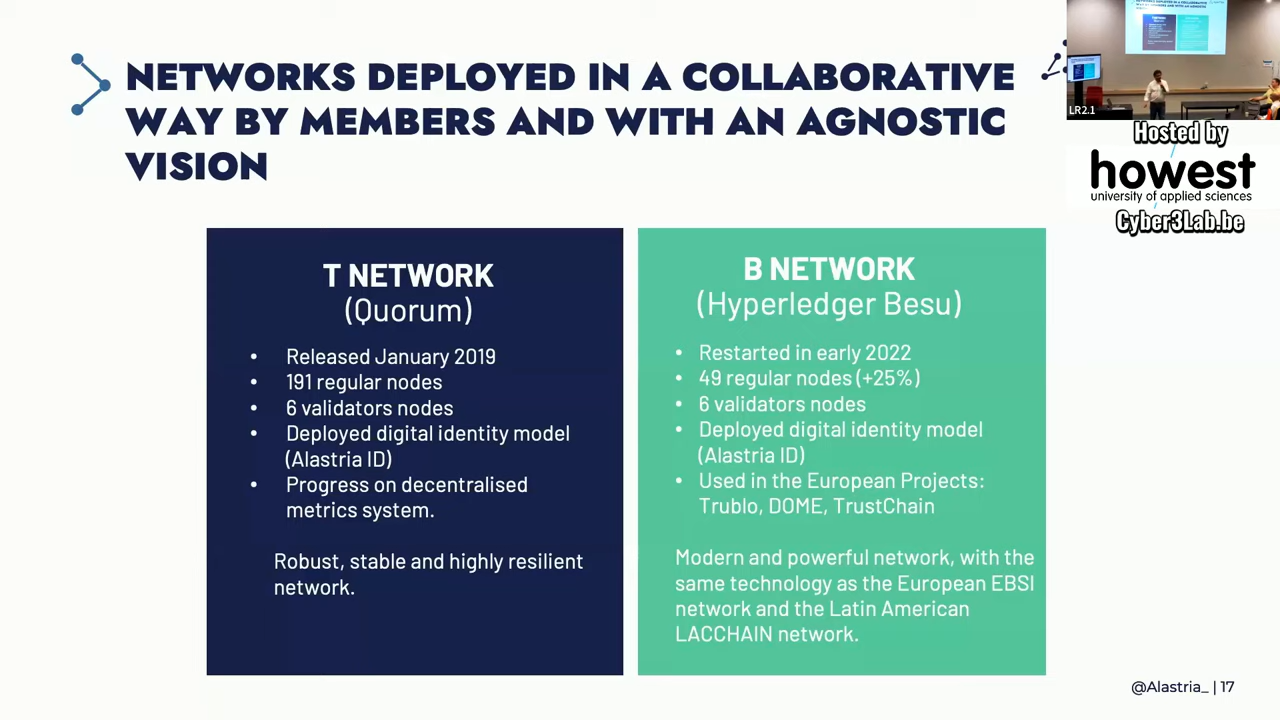 NETWORKS DEPLOYED IN A COLLABORATIVE
WAY BY MEMBERS AND WITH AN AGNOSTIC
VISION
T NETWORK
(Quorum)
• Released January 2019
• 191 regular nodes
• 6 validators nodes
• Deployed digital identity model
(Alastria ID)
• Progress on decentralised
metrics system.
Robust, stable and highly resilient
network.
B NETWORK
(Hyperledger Besu)
• Restarted in early 2022
• 49 regular nodes (+25%)
• 6 validators nodes
• Deployed digital identity model
(Alastria ID)
• Used in the European Projects:
Trublo, DOME, TrustChain
Modern and powerful network, with the
same technology as the European EBSI
network and the Latin American
LACCHAIN network.
LR2.1
Hosted by
howest
university of applied sciences
Cyber3Lab.be
@Alastria_ | 17